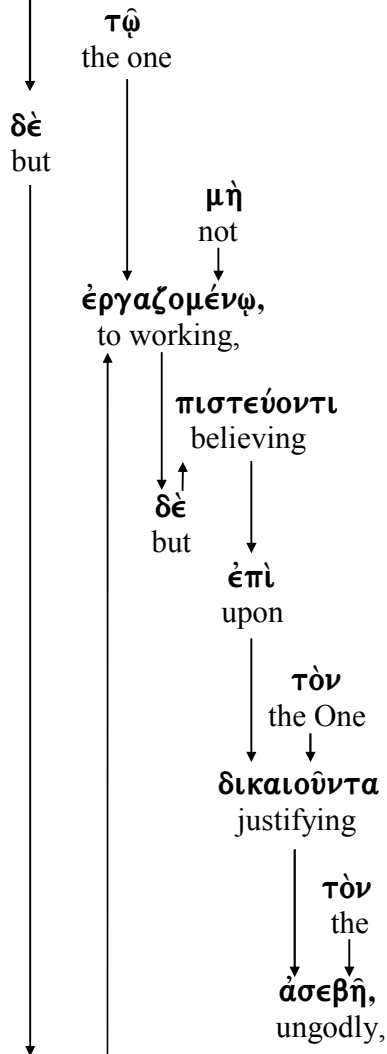 τῷ
the one
δὲ
but
μὴ
not
ἐργαζομένῳ,
to working,
πιστεύοντι
believing
δὲ
but
ἐπὶ
upon
τὸν
the One
δικαιοῦντα
justifying
τὸν
the
ἀσεβῆ,
ungodly,